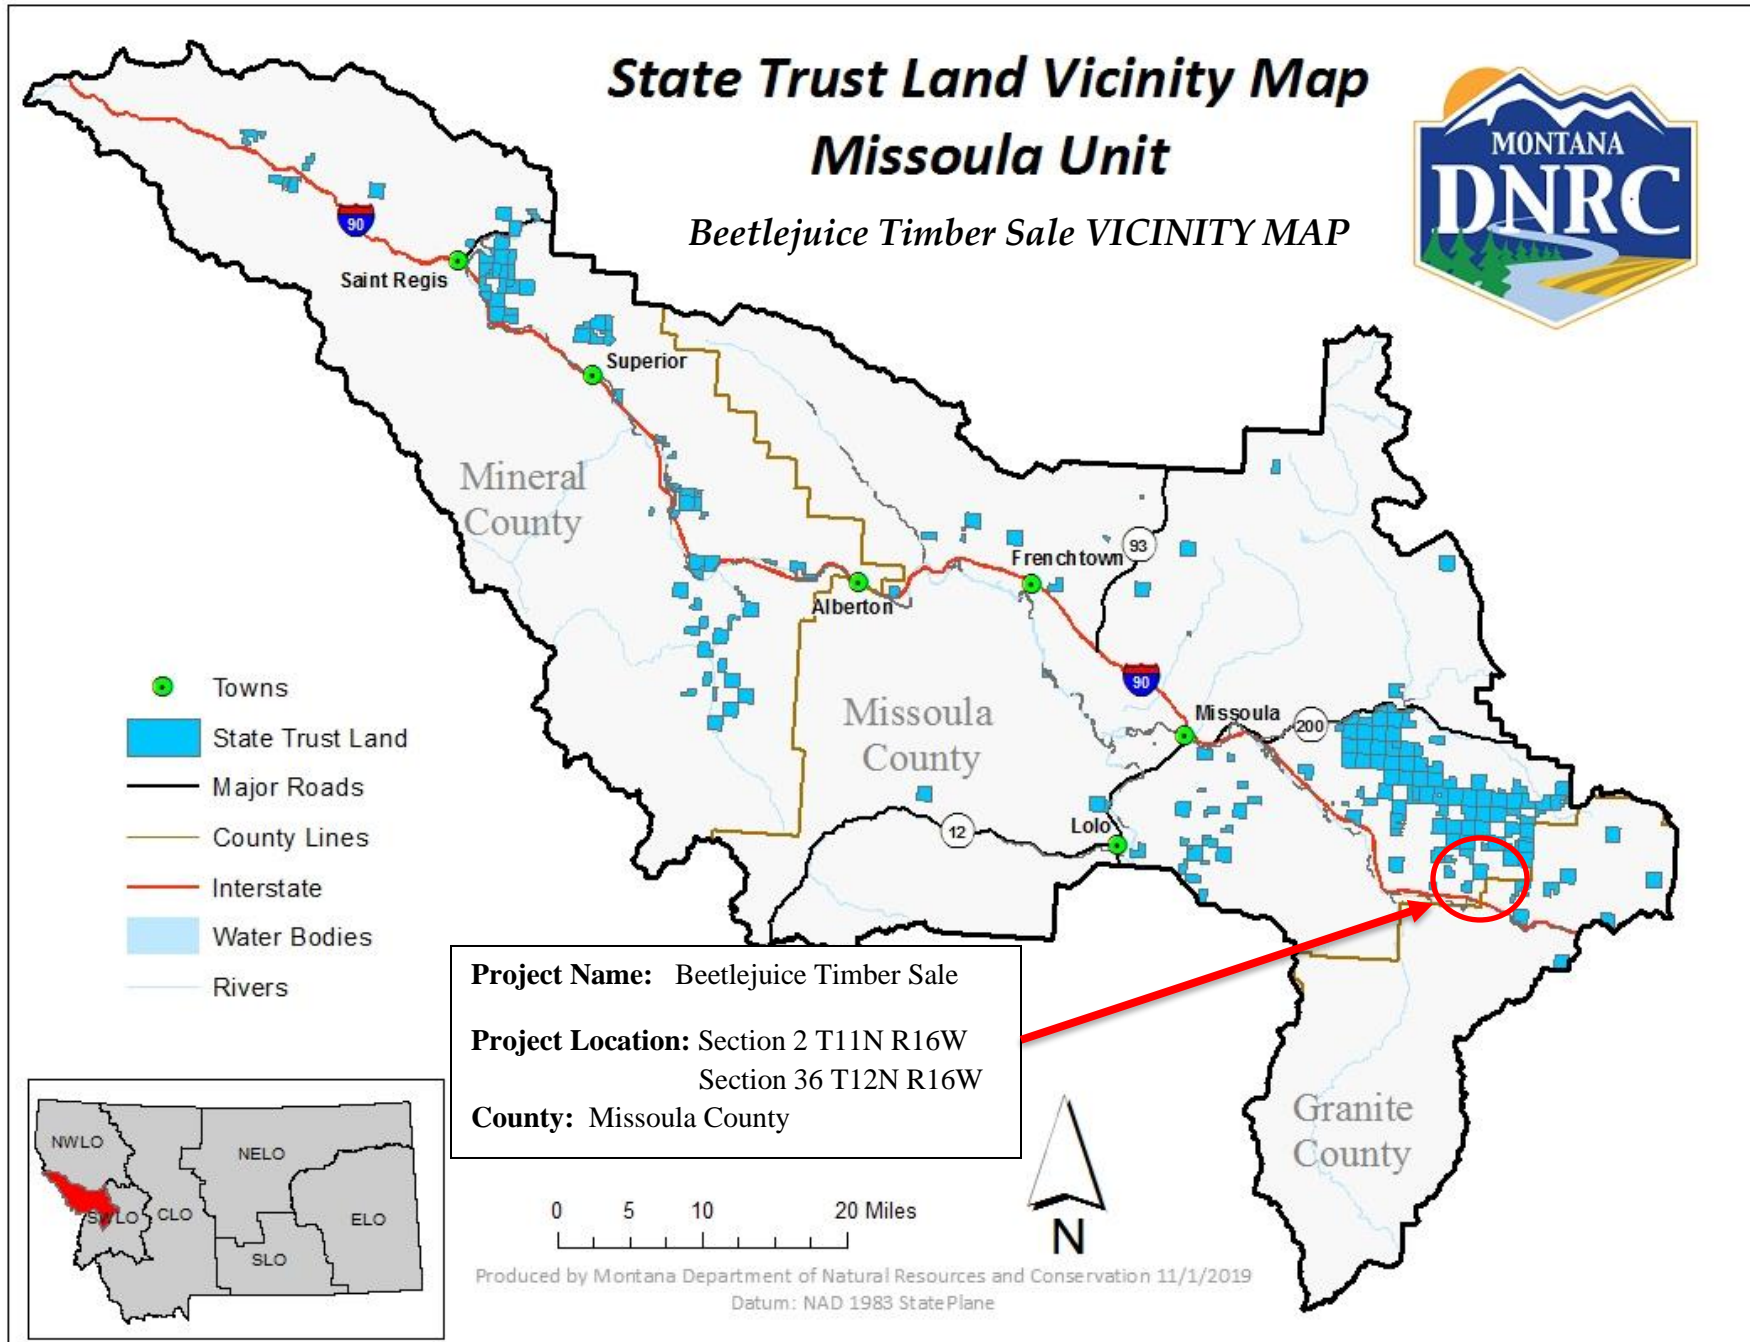 State Trust Land Vicinity Map
Missoula Unit
Beetlejuice Timber Sale VICINITY MAP
MONTANA
DNRC
90
Saint Regis
Superior
Mineral
County
Alberton
Frenchtown
93
90
Missoula
200
Missoula
County
12
Lolo
Granite
County
Towns
State Trust Land
Major Roads
County Lines
Interstate
Water Bodies
Rivers
Project Name: Beetlejuice Timber Sale
Project Location: Section 2 T11N R16W
Section 36 T12N R16W
County: Missoula County
NWLO
SWLO
CLO
NELO
SLO
ELO
0 5 10 20 Miles
N
Produced by Montana Department of Natural Resources and Conservation 11/1/2019
Datum: NAD 1983 StatePlane